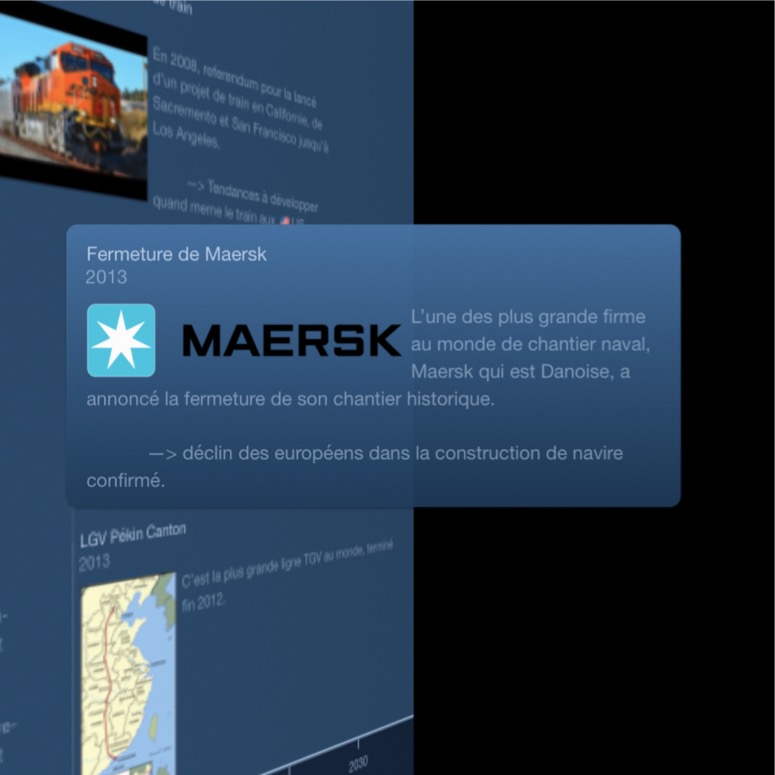 de train
En 2008, referendum pour la lancé
d'un projet de train en Californie, de
Sacremento et San Francisco jusqu'à
Los Angeles.
—> Tendances à développer
quand meme le train aux 🇺🇸US
Fermeture de Maersk
2013
MAERSK
L'une des plus grande firme
au monde de chantier naval,
Maersk qui est Danoise, a
annoncé la fermeture de son chantier historique.
—> déclin des européens dans la construction de navire
confirmé.
LGV Pékin Canton
2013
C'est la plus grande ligne TGV au monde, terminé
fin 2012.
2030